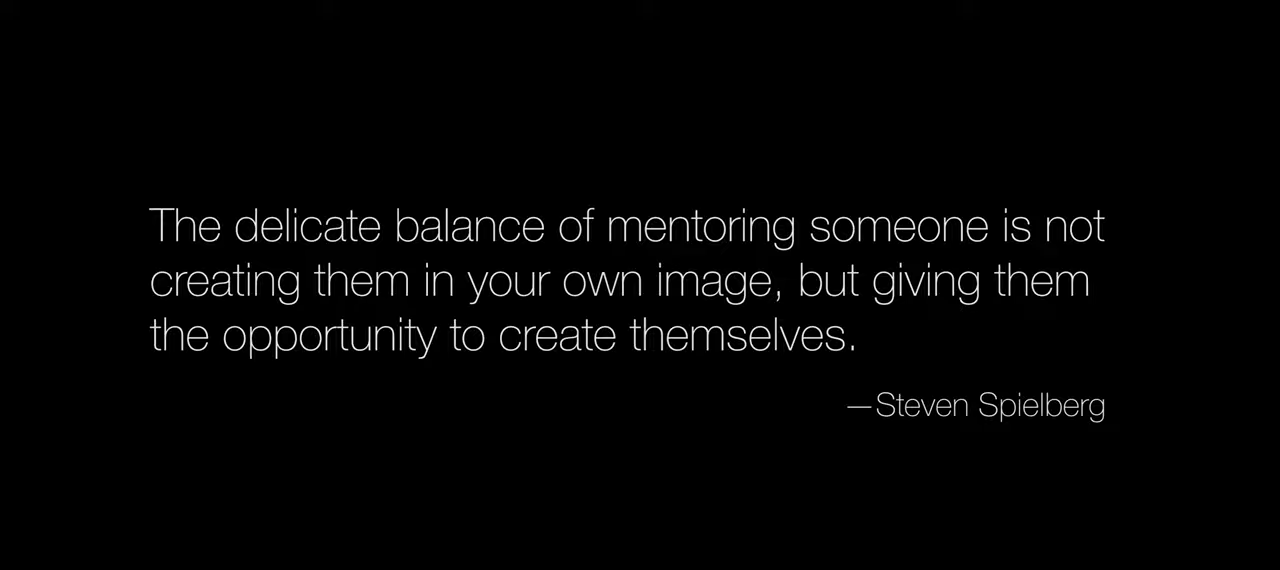 The delicate balance of mentoring someone is not
creating them in your own image, but giving them
the opportunity to create themselves.
—Steven Spielberg